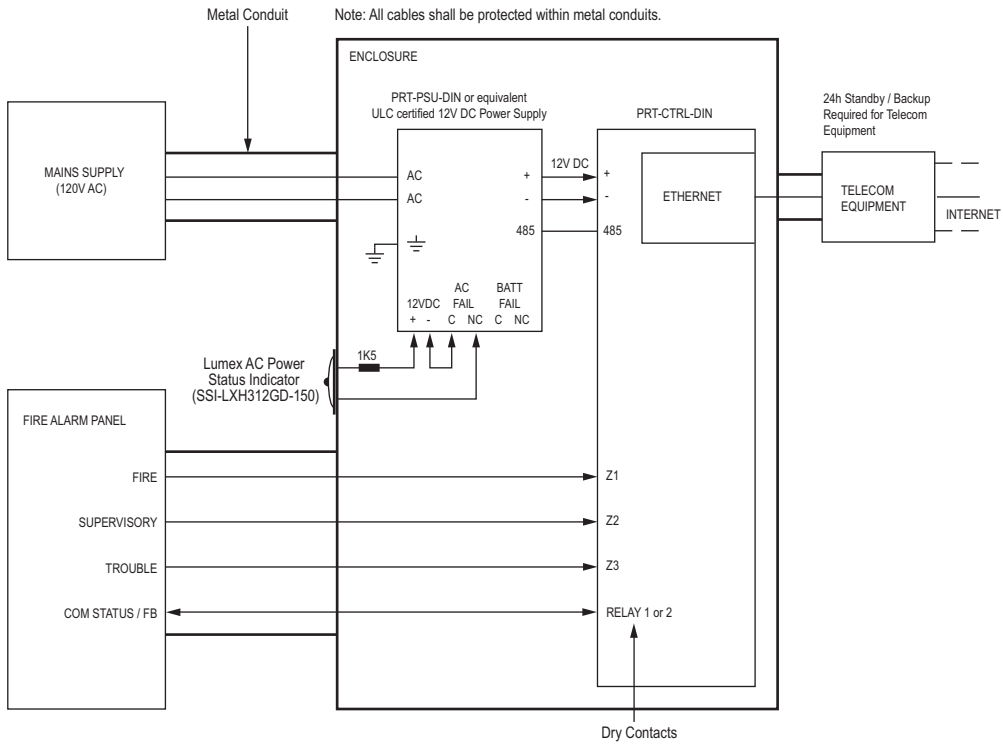 Metal Conduit
Note: All cables shall be protected within metal conduits.
ENCLOSURE
PRT-PSU-DIN or equivalent
ULC certified 12V DC Power Supply
PRT-CTRL-DIN
24h Standby / Backup
Required for Telecom
Equipment
MAINS SUPPLY
(120V AC)
AC
AC
+
-
485
12V DC
+
-
485
ETHERNET
TELECOM
EQUIPMENT
INTERNET
AC
FAIL
BATT
FAIL
12VDC
+ - C NC C NC
1K5
Lumex AC Power
Status Indicator
(SSI-LXH312GD-150)
FIRE ALARM PANEL
FIRE
Z1
SUPERVISORY
Z2
TROUBLE
Z3
COM STATUS / FB
RELAY 1 or 2
Dry Contacts